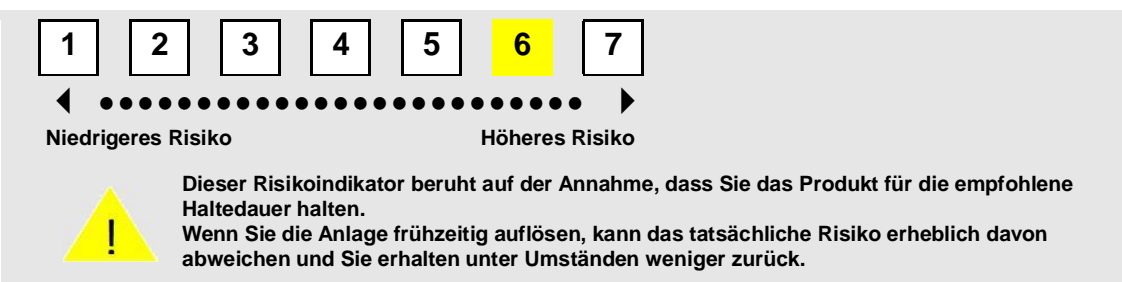 1 2 3 4 5 6 7
Niedrigeres Risiko Höheres Risiko
Dieser Risikoindikator beruht auf der Annahme, dass Sie das Produkt für die empfohlene
Haltedauer halten.
Wenn Sie die Anlage frühzeitig auflösen, kann das tatsächliche Risiko erheblich davon
abweichen und Sie erhalten unter Umständen weniger zurück.
!